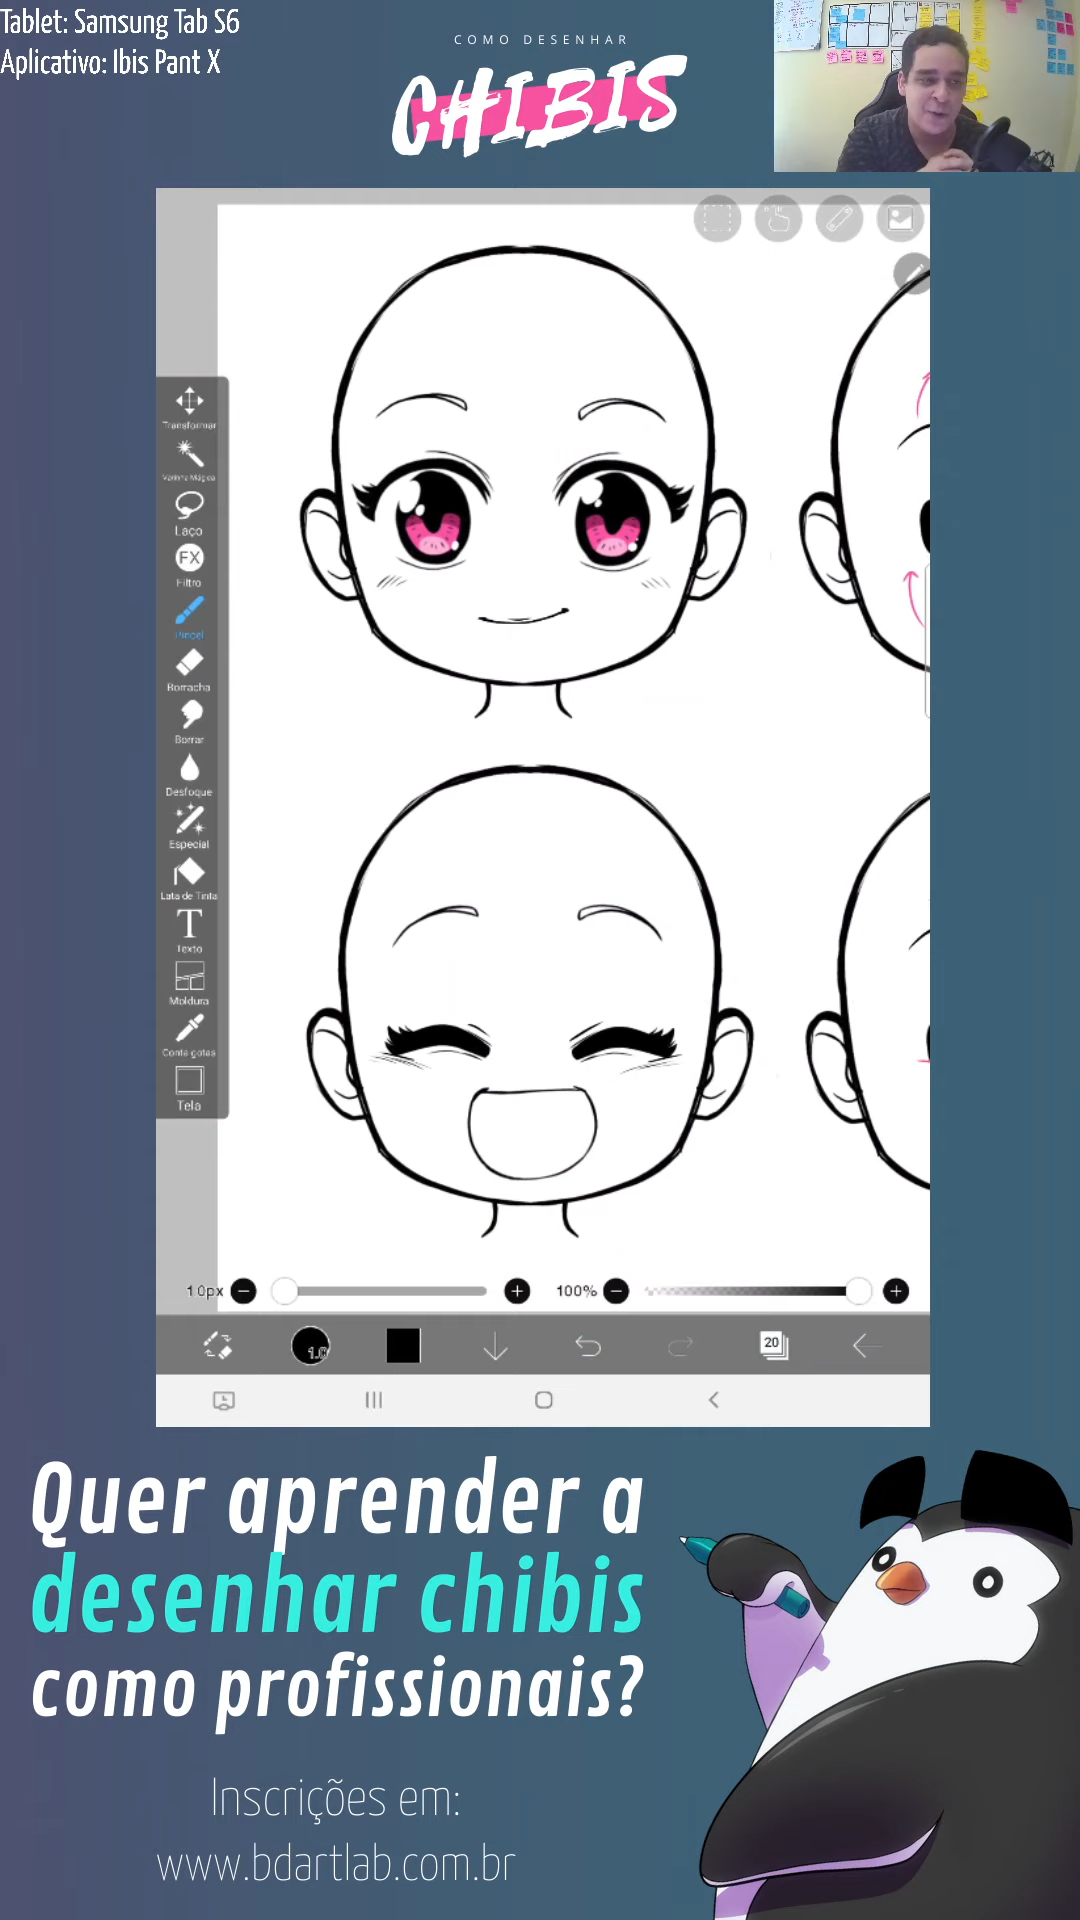 Tablet: Samsung Tab S6
Aplicativo: Ibis Pant X
COMO DESENHAR
CHIBIS
Transformar
Varinha Mágica
Laço
FX
Filtro
Pincel
Borracha
Borrar
Desfoque
Especial
Lata de Tinta
T
Texto
Moldura
Conta gotas
Tela
10px
100%
1.0
20
Quer aprender a
desenhar chibis
como profissionais?
Inscrições em:
www.bdartlab.com.br